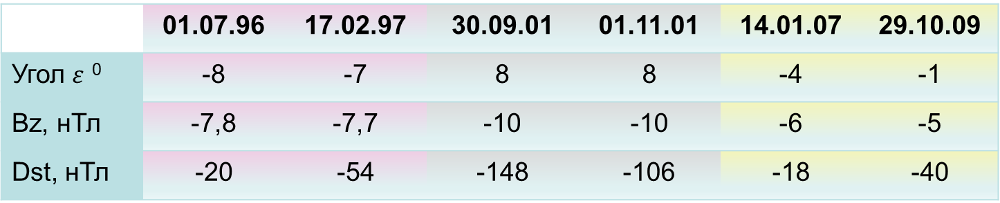 01.07.96 17.02.97 30.09.01 01.11.01 14.01.07 29.10.09
Угол ε ⁰ -8 -7 8 8 -4 -1
Bz, нТл -7,8 -7,7 -10 -10 -6 -5
Dst, нТл -20 -54 -148 -106 -18 -40